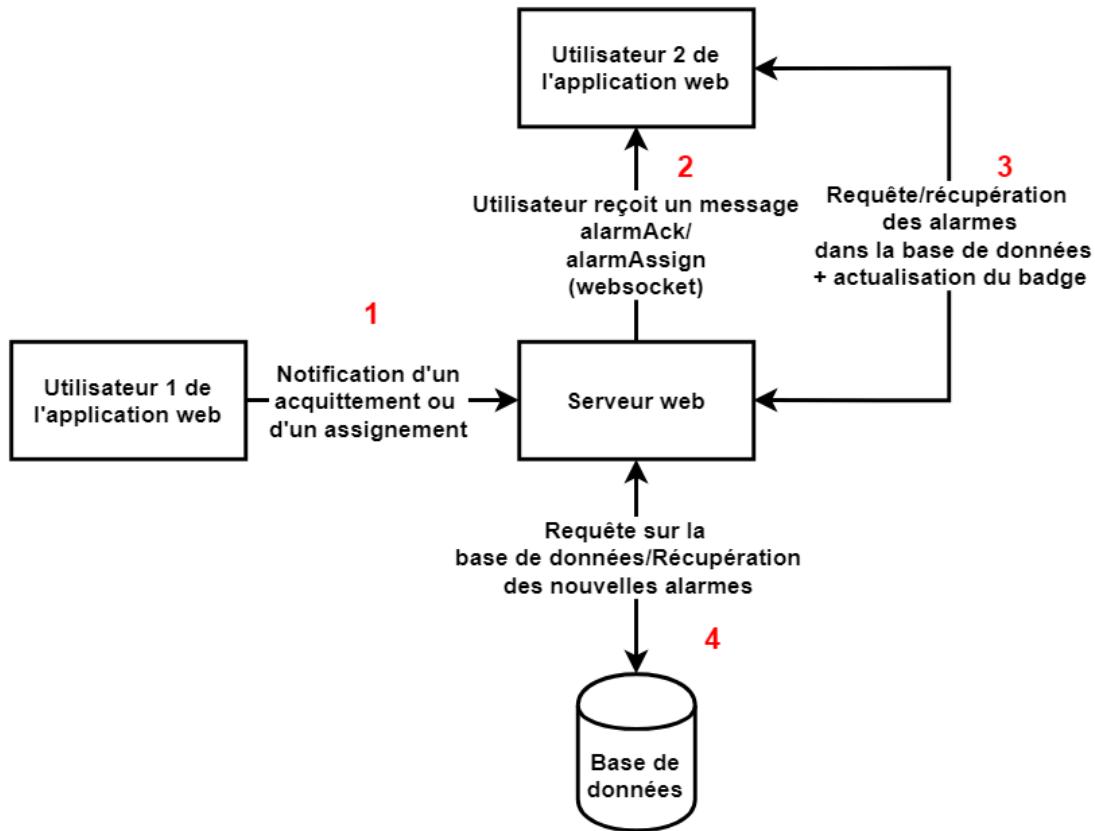 Utilisateur 2 de
l'application web
2
3
Utilisateur reçoit un message
alarmAck/
alarmAssign
(websocket)
Requête/récupération
des alarmes
dans la base de données
+ actualisation du badge
1
Utilisateur 1 de
l'application web
Notification d'un
acquittement ou
d'un assignement
Serveur web
Requête sur la
base de données/Récupération
des nouvelles alarmes
4
Base de
données